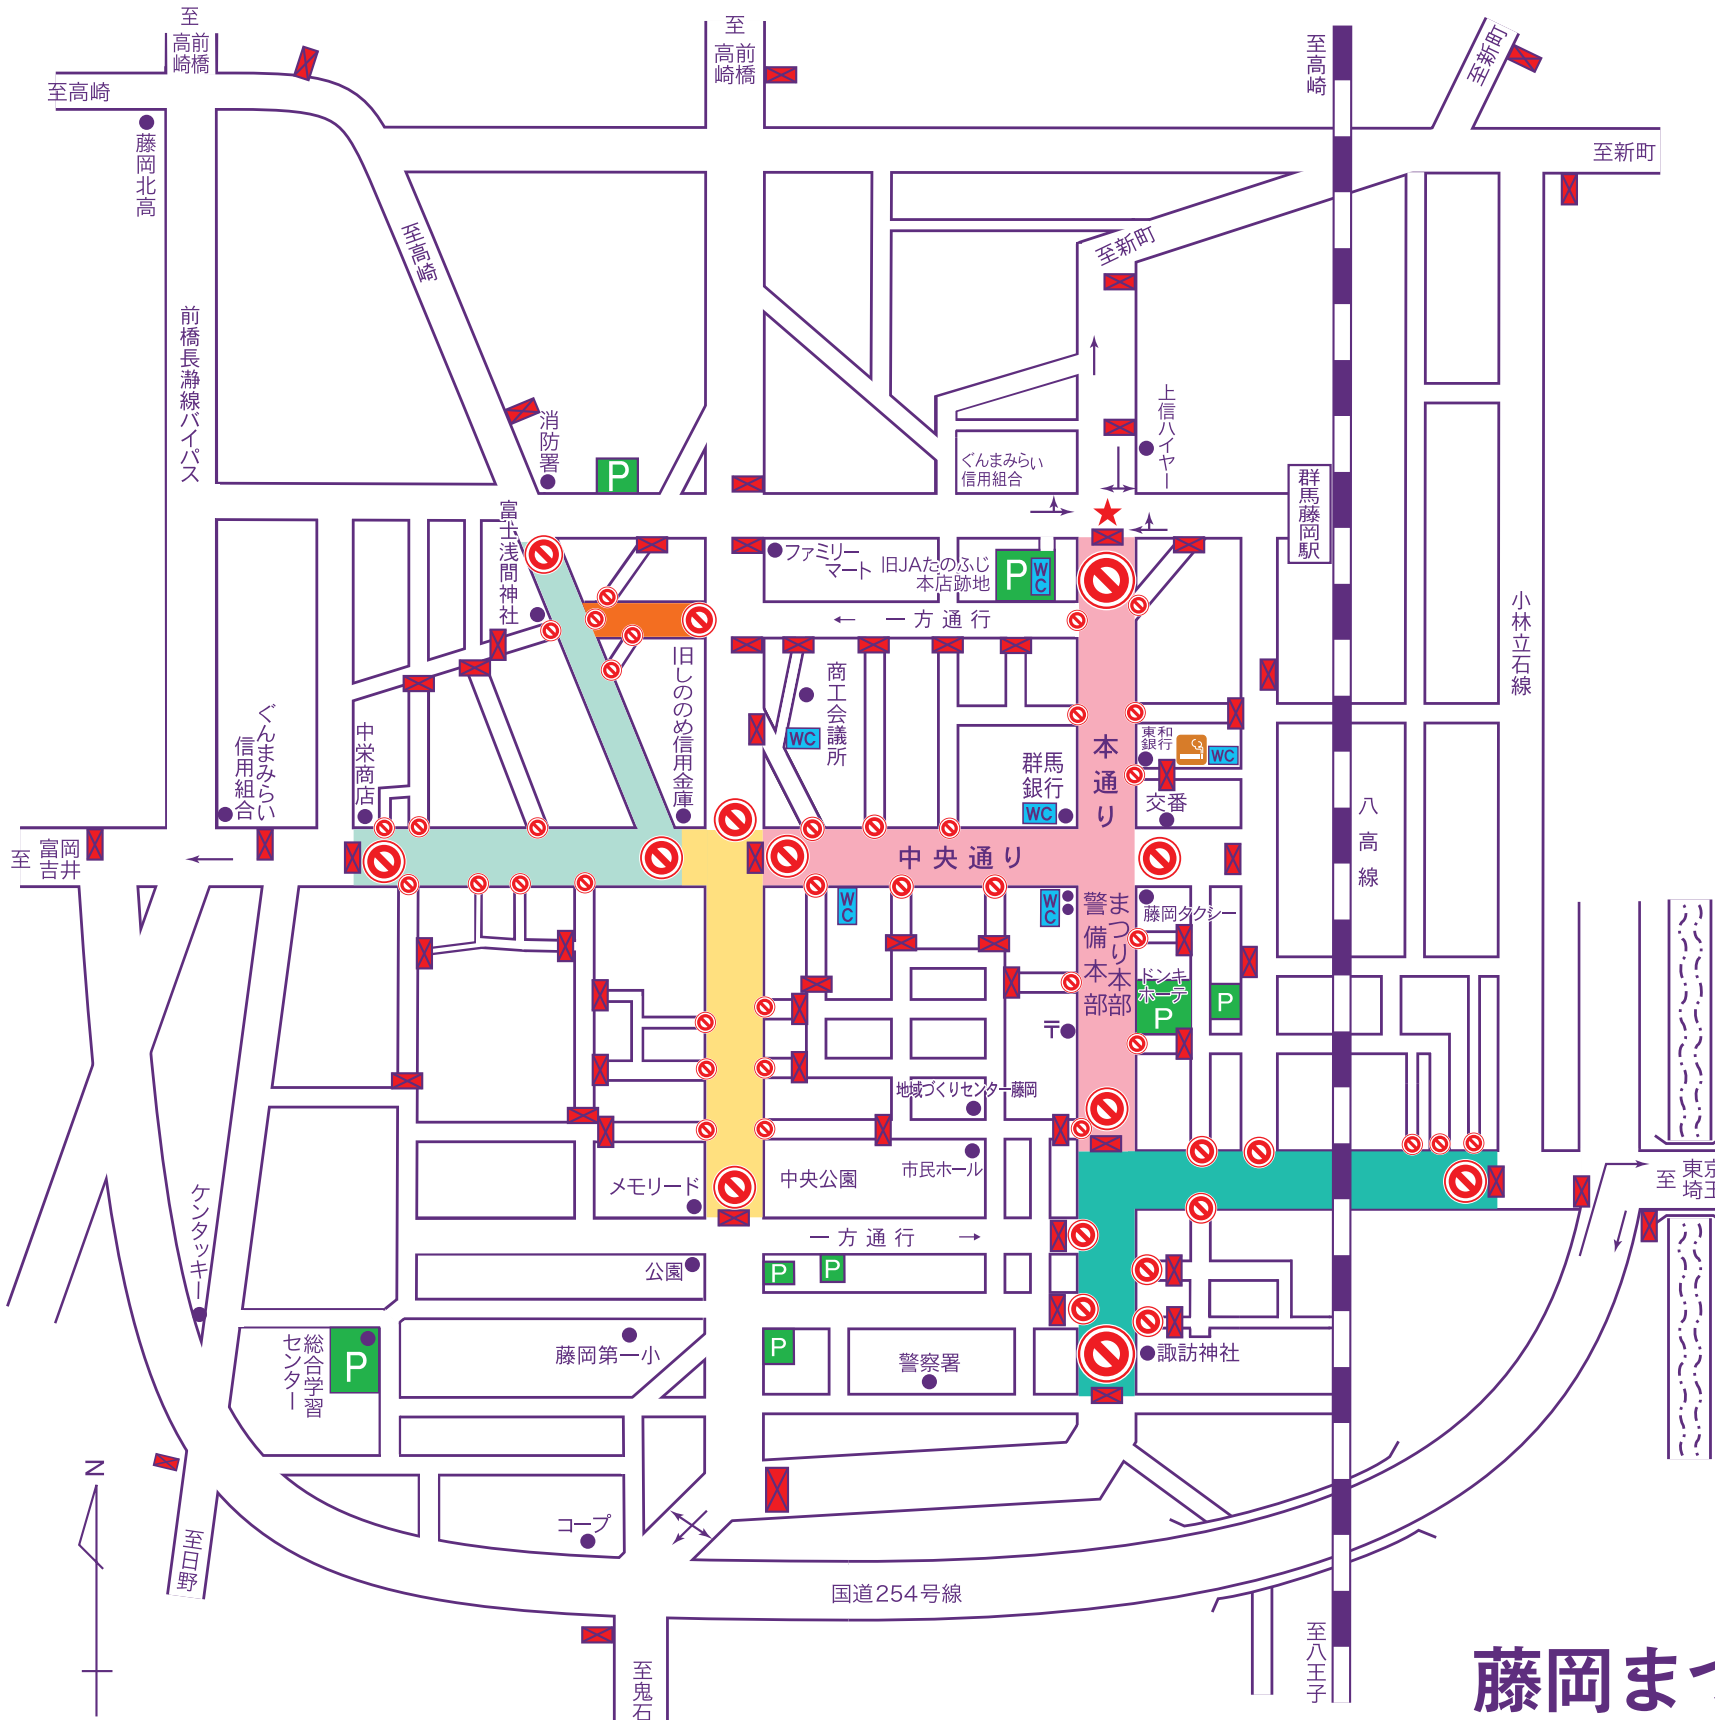 至
前橋
高崎
至
前橋
高崎
至高崎
至新町
至高崎
至新町
藤岡北高
至高崎
至新町
前橋長瀞線バイパス
消防署
P
上信ハイヤー
ぐんまみらい
信用組合
群馬藤岡駅
富士浅間神社
ファミリー
マート
旧JAたのふじ
本店跡地
P
WC
一方通行
小林立石線
旧しののめ信用金庫
商工会議所
WC
ぐんまみらい
信用組合
中栄商店
本通り
東和
銀行
WC
群馬
銀行
WC
交番
八高線
至
富岡
吉井
中央通り
WC
WC
まつり本部
警備本部
藤岡タクシー
ドンキ
ホーテ
P
P
〒
地域づくりセンター藤岡
メモリード
中央公園
市民ホール
至
東京
埼玉
ケンタッキー
一方通行
公園
P
P
総合学習
センター
P
藤岡第一小
P
警察署
諏訪神社
N
コープ
至日野
国道254号線
至鬼石
至八王子
藤岡まつ